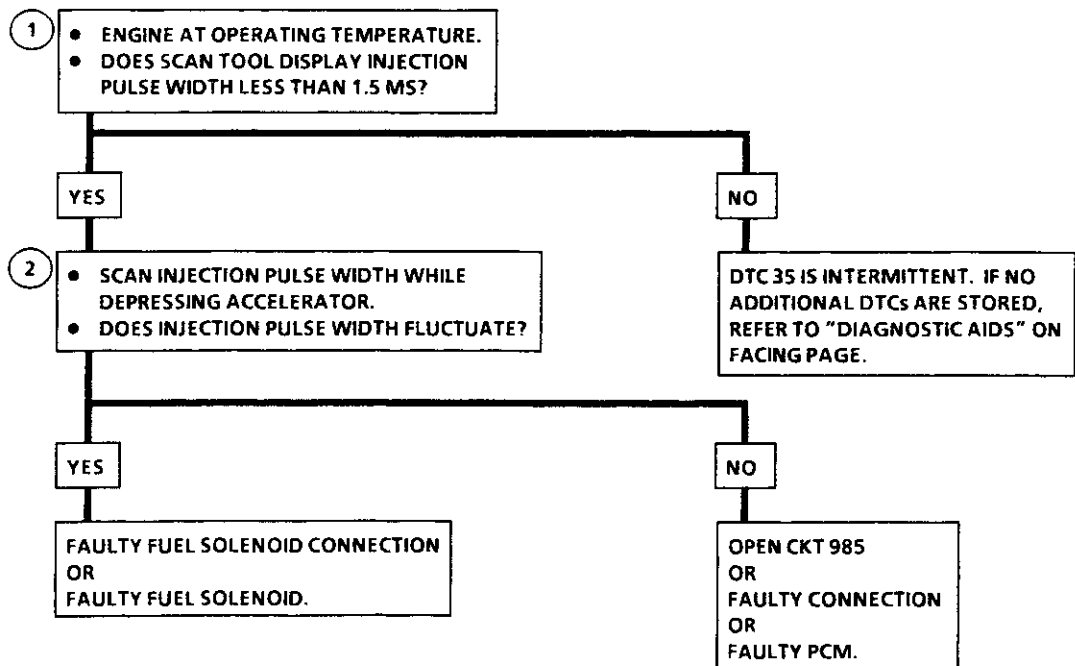 1
● ENGINE AT OPERATING TEMPERATURE.
● DOES SCAN TOOL DISPLAY INJECTION
PULSE WIDTH LESS THAN 1.5 MS?
YES
NO
2
● SCAN INJECTION PULSE WIDTH WHILE
DEPRESSING ACCELERATOR.
● DOES INJECTION PULSE WIDTH FLUCTUATE?
DTC 35 IS INTERMITTENT. IF NO
ADDITIONAL DTCs ARE STORED,
REFER TO "DIAGNOSTIC AIDS" ON
FACING PAGE.
YES
NO
FAULTY FUEL SOLENOID CONNECTION
OR
FAULTY FUEL SOLENOID.
OPEN CKT 985
OR
FAULTY CONNECTION
OR
FAULTY PCM.